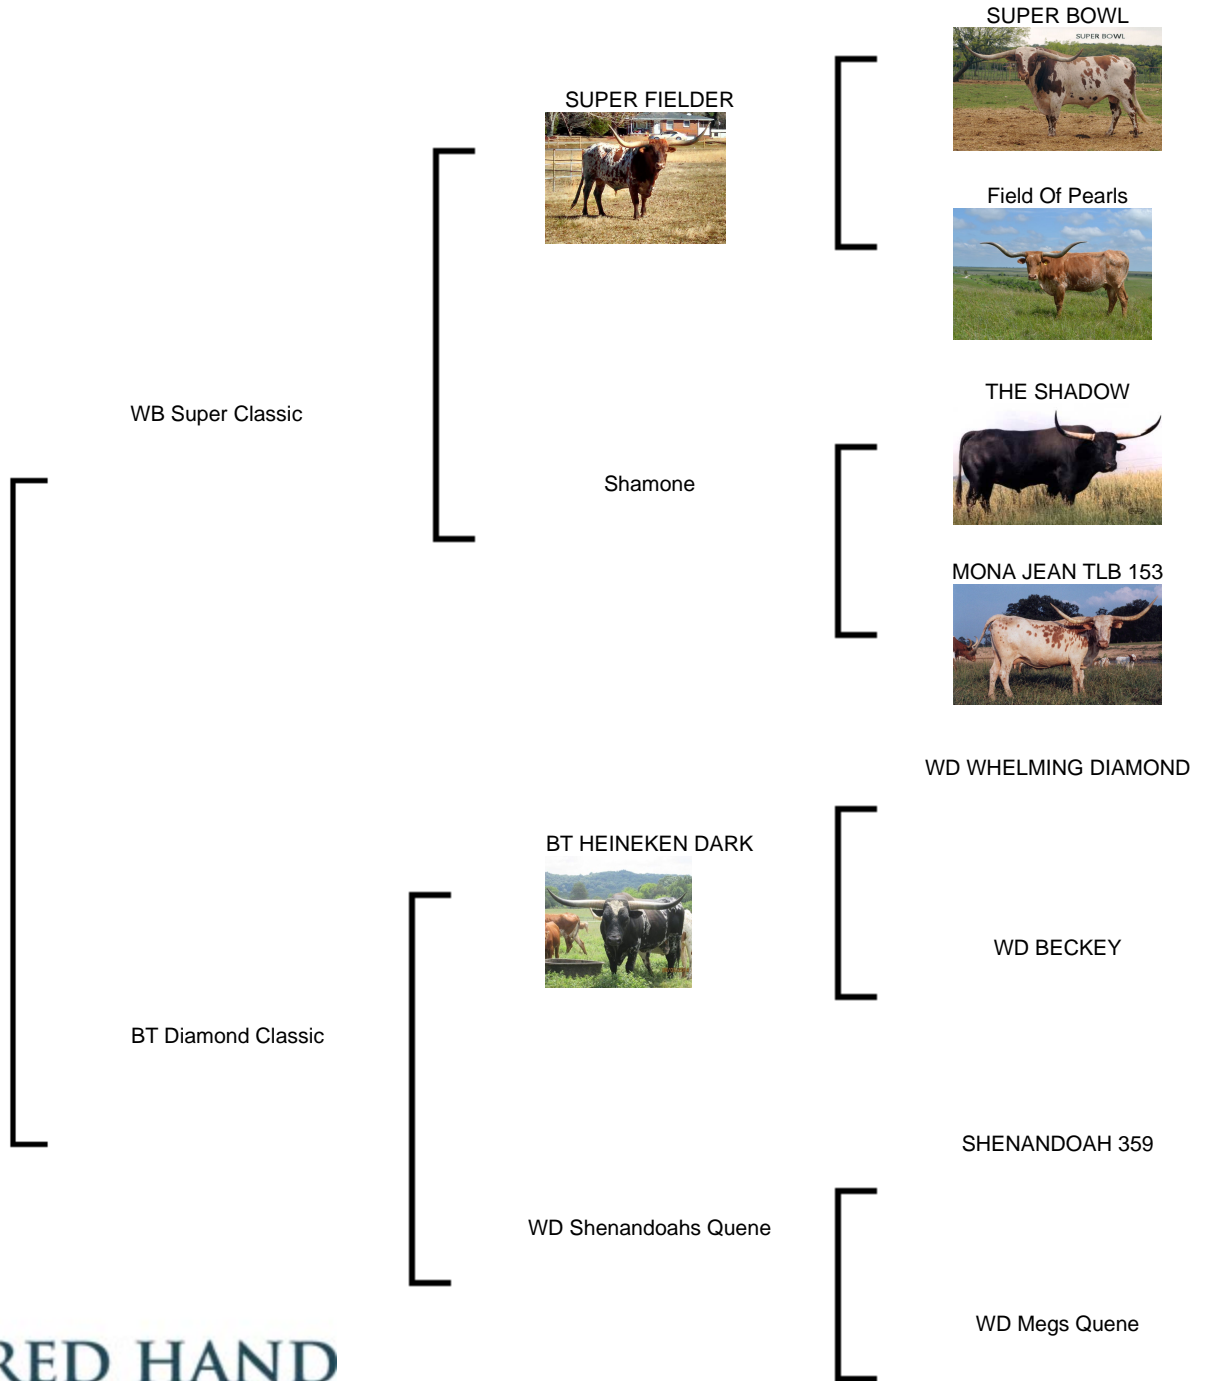 SUPER BOWL
SUPER BOWL
SUPER FIELDER
Field Of Pearls
WB Super Classic
THE SHADOW
Shamone
MONA JEAN TLB 153
WD WHELMING DIAMOND
BT HEINEKEN DARK
WD BECKEY
BT Diamond Classic
SHENANDOAH 359
WD Shenandoahs Quene
WD Megs Quene
RED HAND